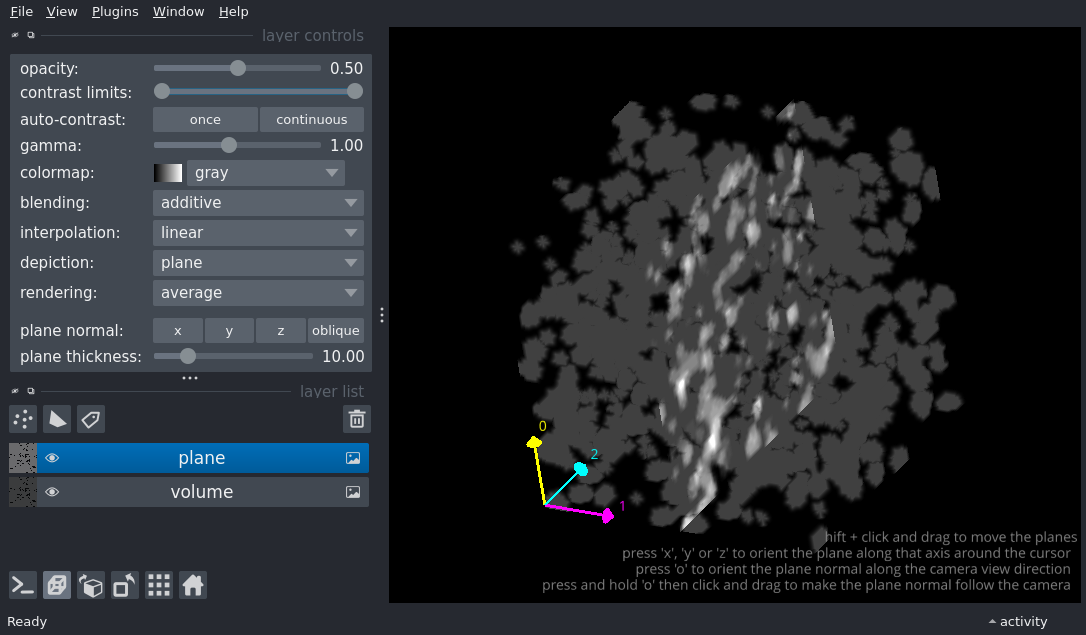 File View Plugins Window Help
layer controls
opacity: 0.50
contrast limits:
auto-contrast: once continuous
gamma: 1.00
colormap: gray
blending: additive
interpolation: linear
depiction: plane
rendering: average
plane normal: x y z oblique
plane thickness: 10.00
layer list
plane
volume
0
2
1
hift + click and drag to move the planes
press 'x', 'y' or 'z' to orient the plane along that axis around the cursor
press 'o' to orient the plane normal along the camera view direction
press and hold 'o' then click and drag to make the plane normal follow the camera
Ready
activity